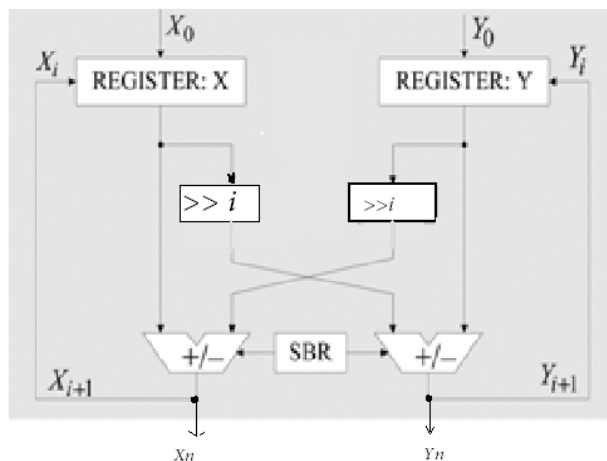 X0
Y0
Xi
Yi
REGISTER: X
REGISTER: Y
>> i
>>i
+/−
SBR
+/−
Xi+1
Yi+1
Xn
Yn